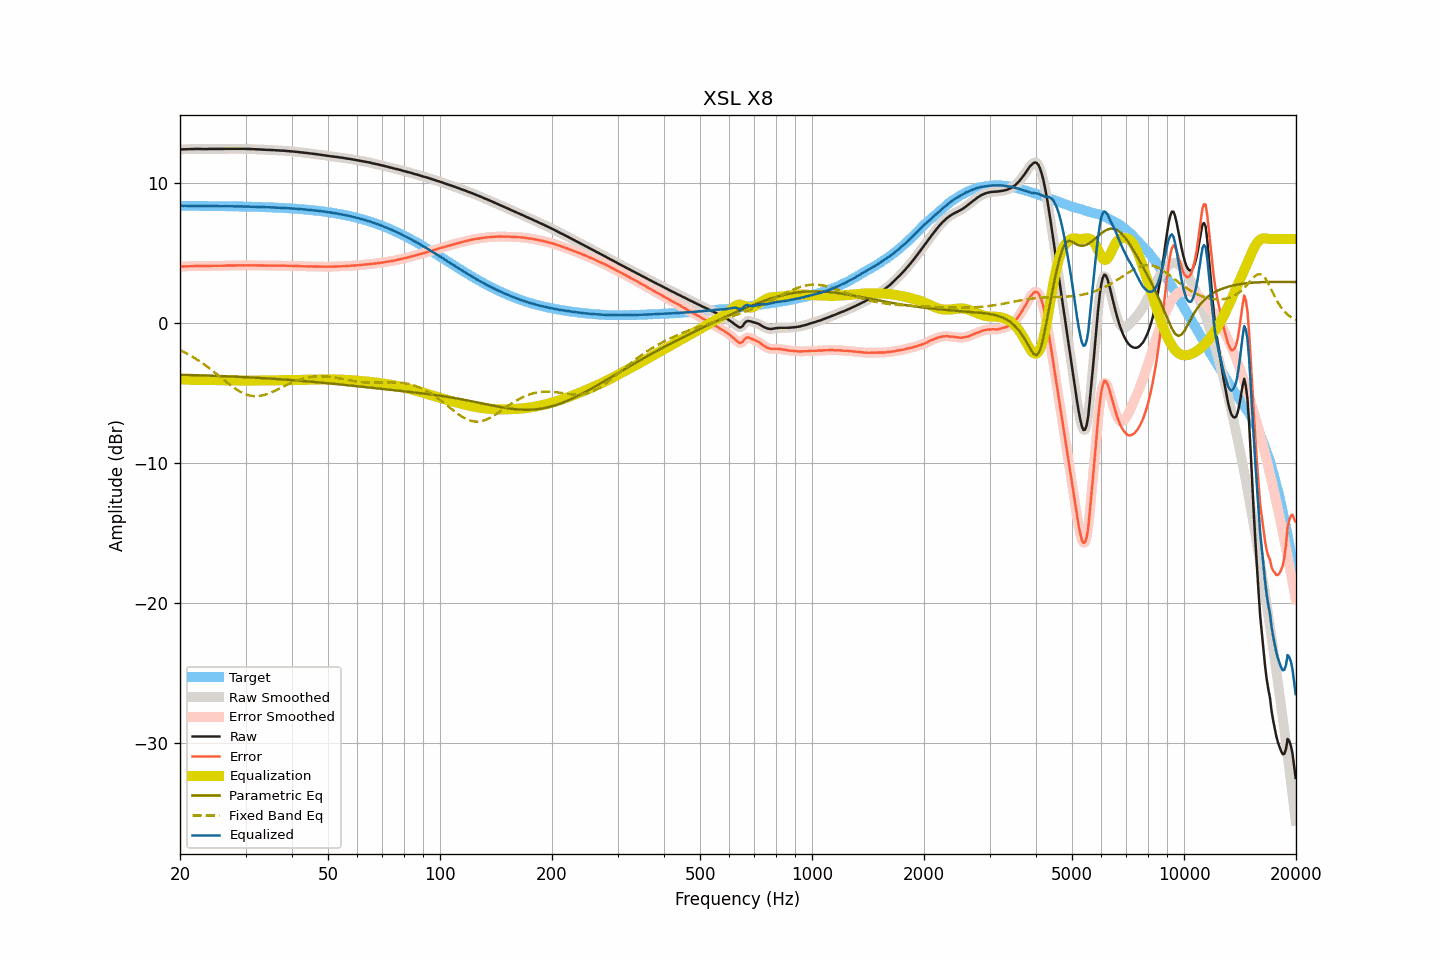 XSL X8
Amplitude (dBr)
10
0
−10
−20
−30
Target
Raw Smoothed
Error Smoothed
Raw
Error
Equalization
Parametric Eq
Fixed Band Eq
Equalized
20 50 100 200 500 1000 2000 5000 10000 20000
Frequency (Hz)